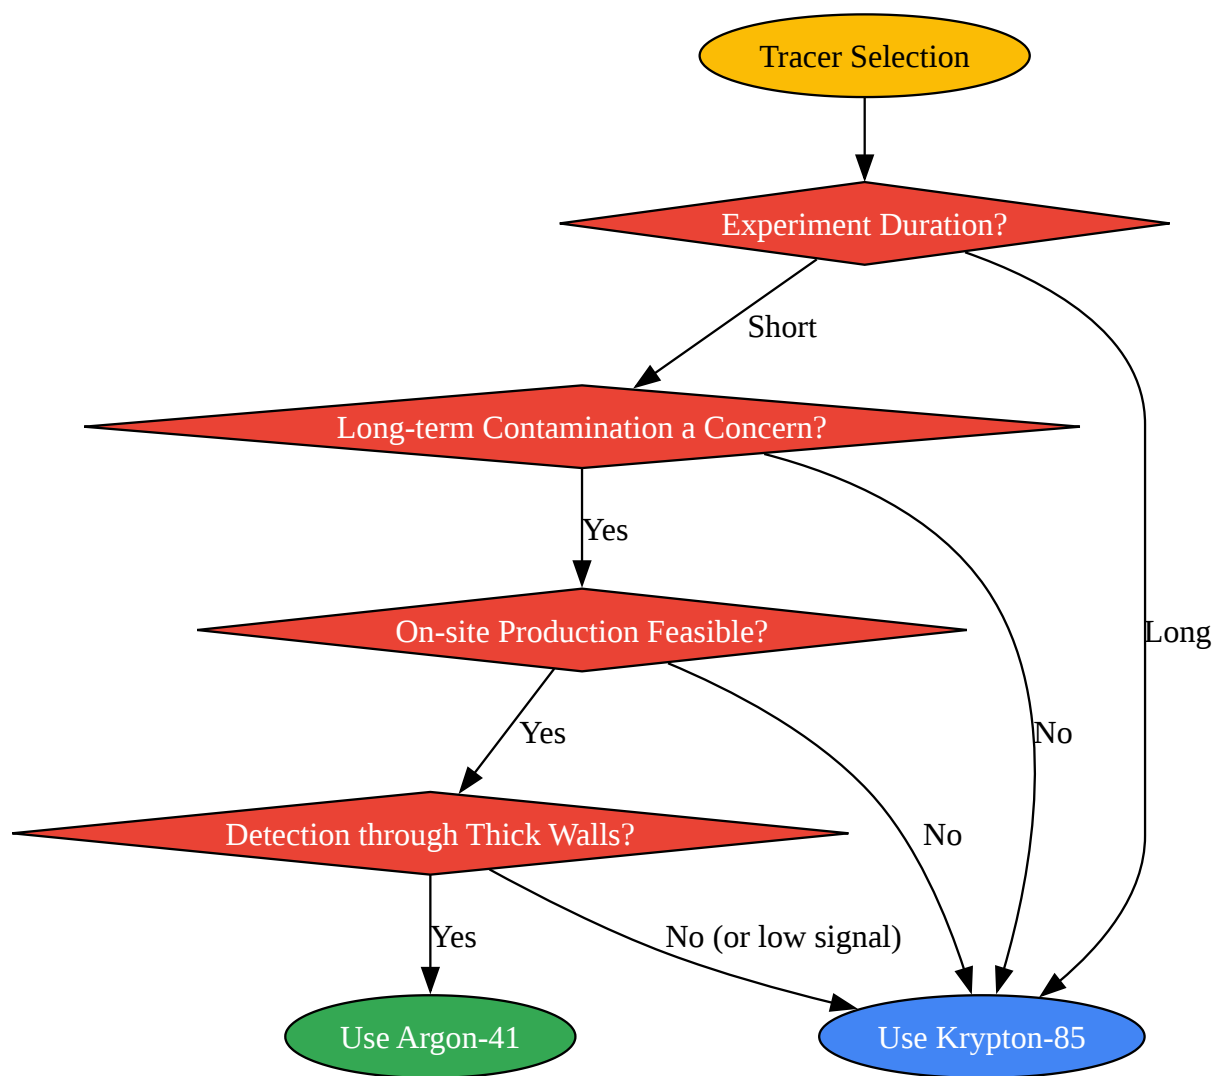 Tracer Selection
Experiment Duration?
Short
Long-term Contamination a Concern?
Yes
On-site Production Feasible?
Long
Yes
No
Detection through Thick Walls?
No
Yes
No (or low signal)
Use Argon-41
Use Krypton-85